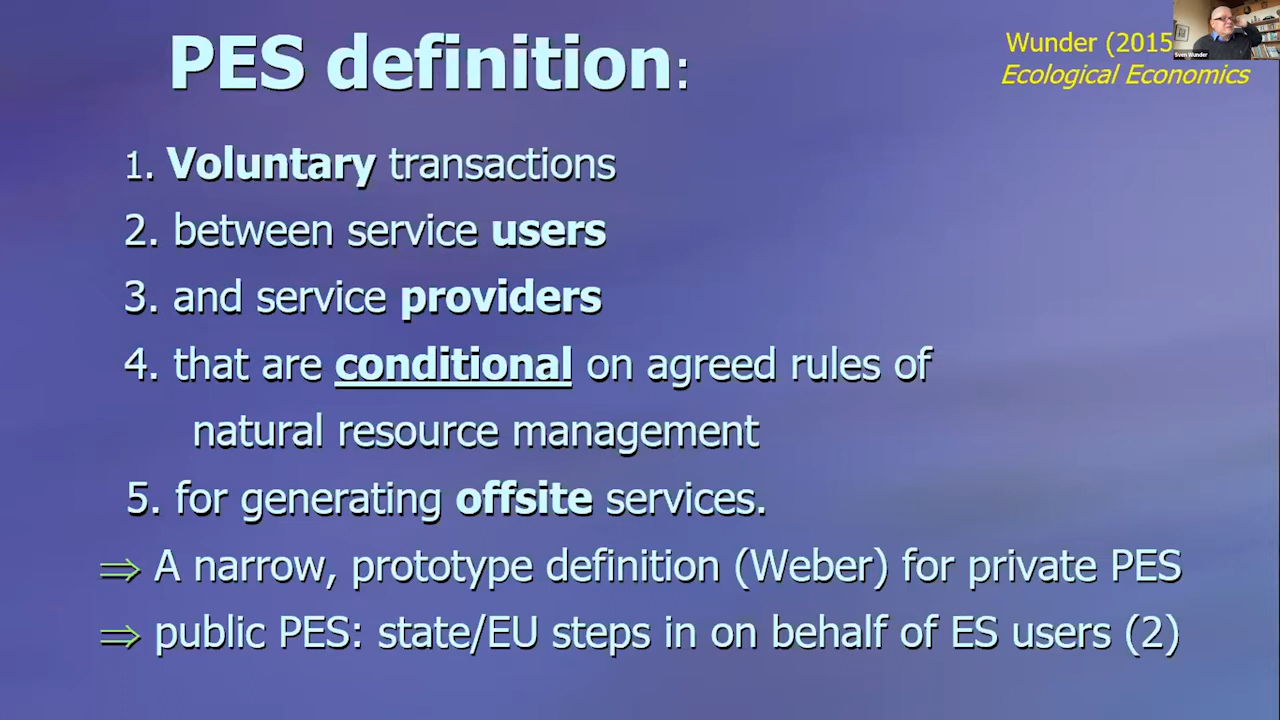 PES definition:
Wunder (2015
Ecological Economics
Sven Wunder
1. Voluntary transactions
2. between service users
3. and service providers
4. that are conditional on agreed rules of
natural resource management
5. for generating offsite services.
⇒ A narrow, prototype definition (Weber) for private PES
⇒ public PES: state/EU steps in on behalf of ES users (2)